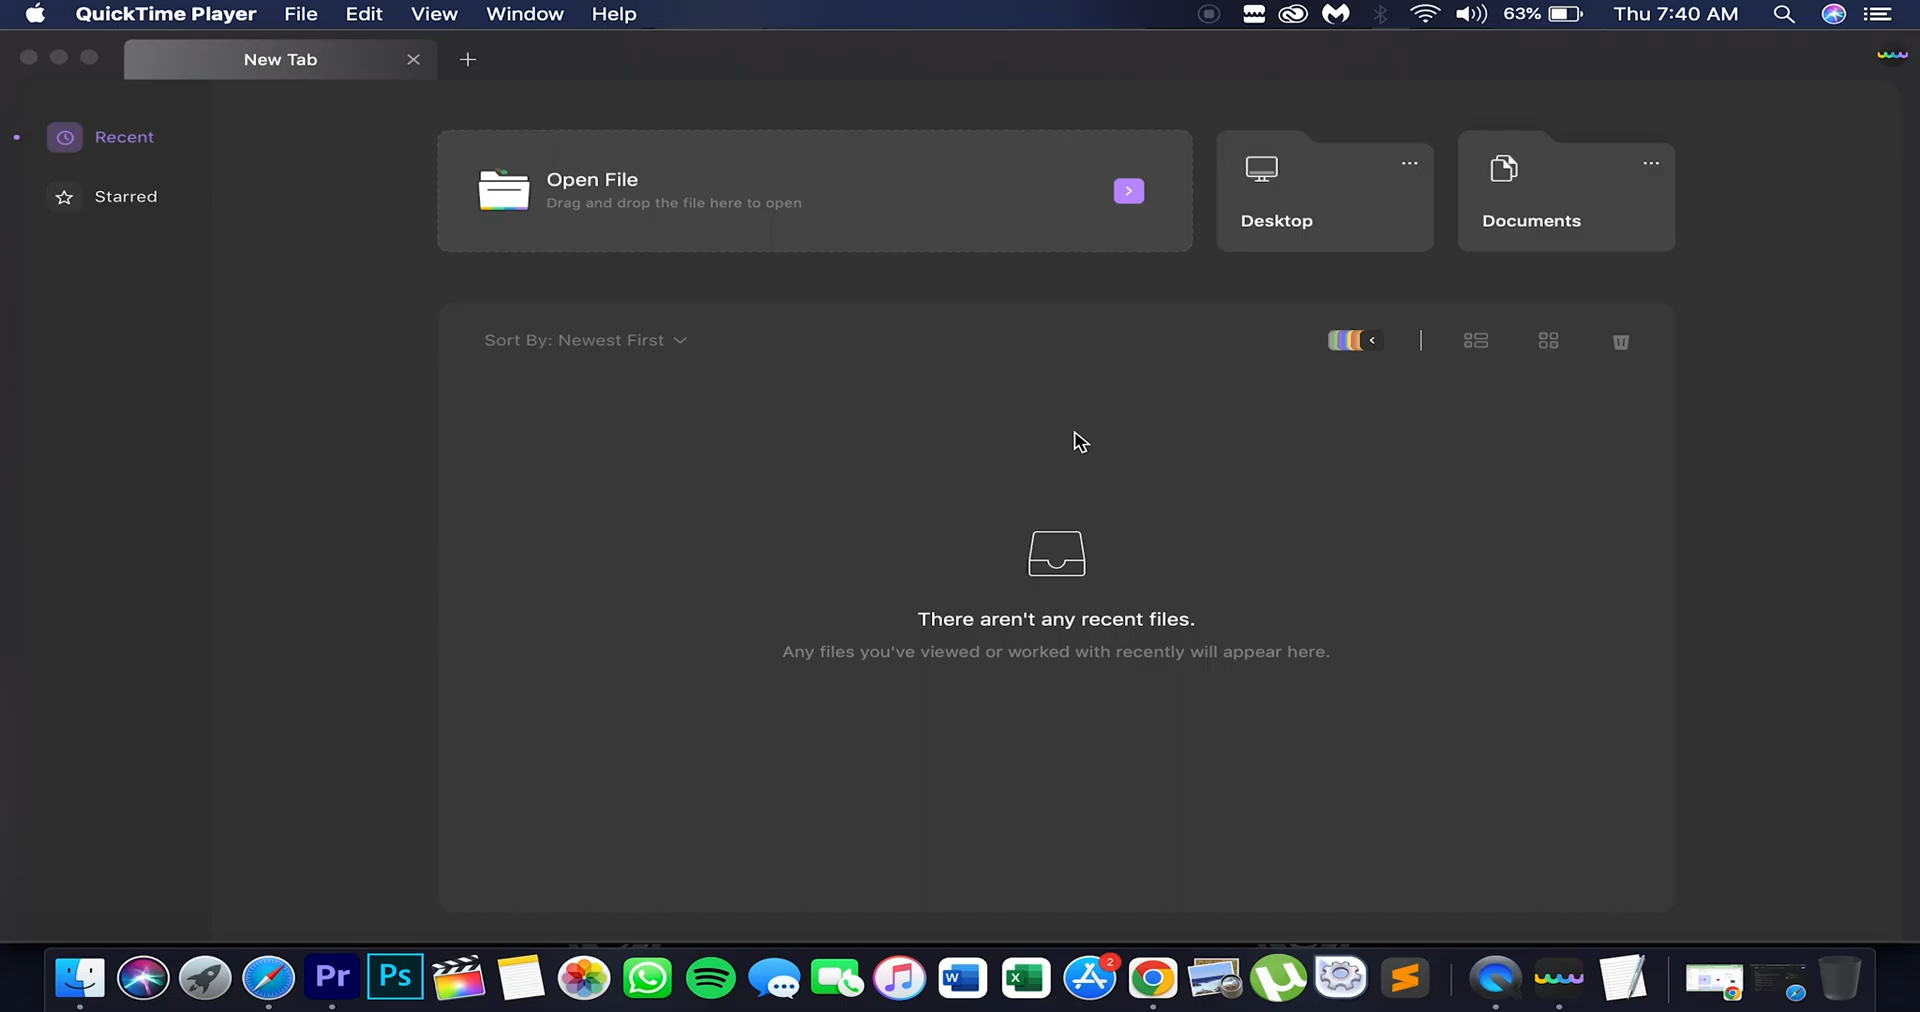 QuickTime Player File Edit View Window Help 63% Thu 7:40 AM
New Tab
Recent
Starred
Open File
Drag and drop the file here to open
Desktop
Documents
Sort By: Newest First
There aren't any recent files.
Any files you've viewed or worked with recently will appear here.
Pr Ps W X 2